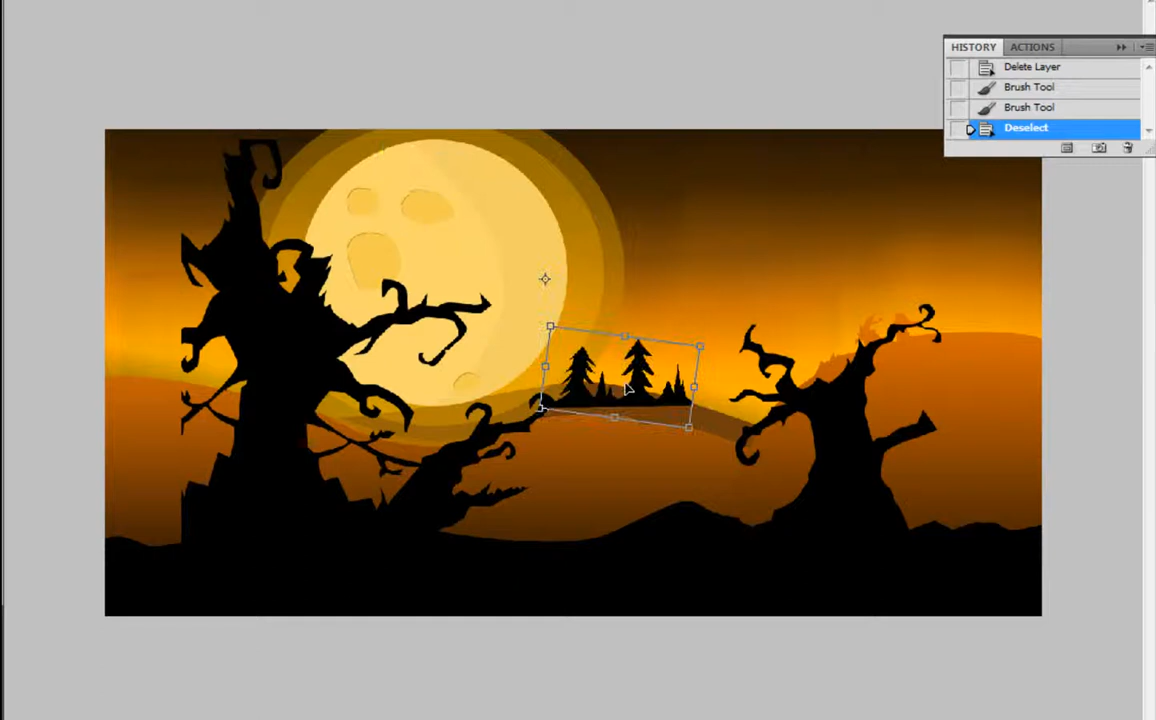 HISTORY ACTIONS
Delete Layer
Brush Tool
Brush Tool
Deselect